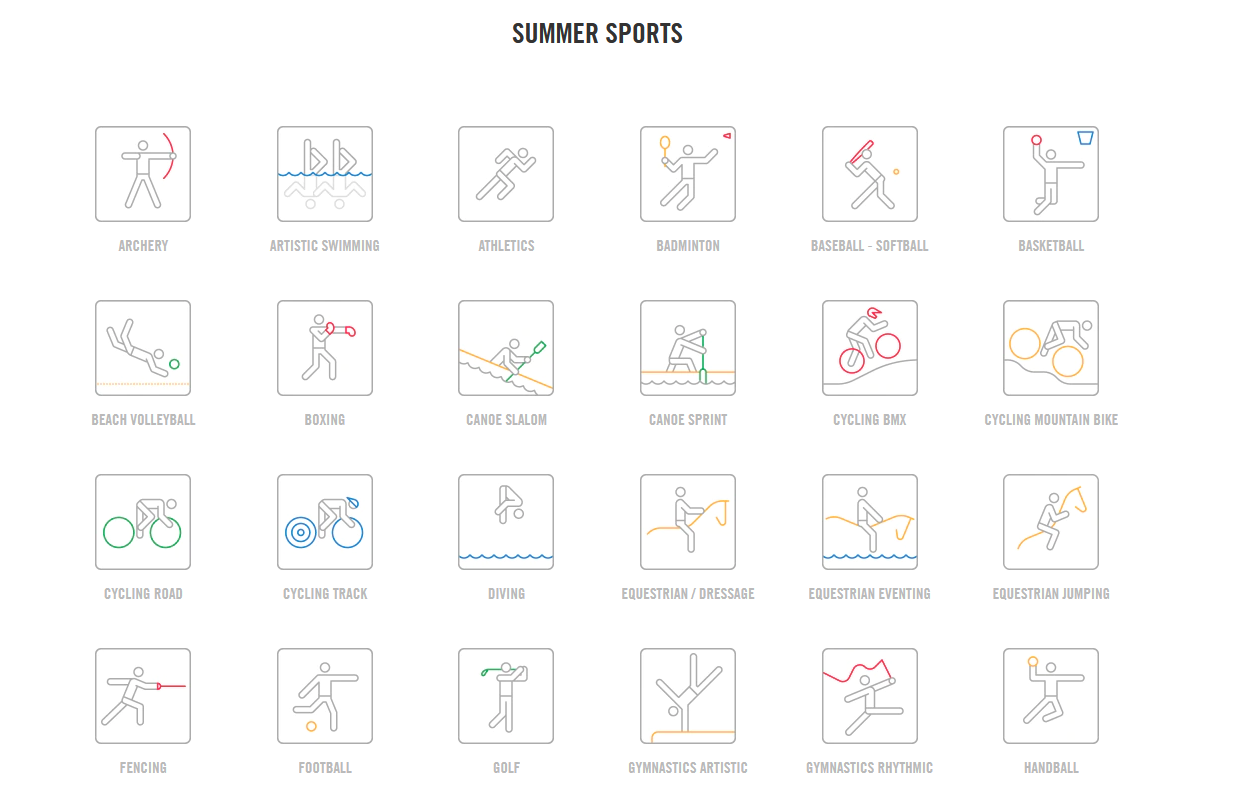 SUMMER SPORTS
ARCHERY
ARTISTIC SWIMMING
ATHLETICS
BADMINTON
BASEBALL - SOFTBALL
BASKETBALL
BEACH VOLLEYBALL
BOXING
CANOE SLALOM
CANOE SPRINT
CYCLING BMX
CYCLING MOUNTAIN BIKE
CYCLING ROAD
CYCLING TRACK
DIVING
EQUESTRIAN / DRESSAGE
EQUESTRIAN EVENTING
EQUESTRIAN JUMPING
FENCING
FOOTBALL
GOLF
GYMNASTICS ARTISTIC
GYMNASTICS RHYTHMIC
HANDBALL